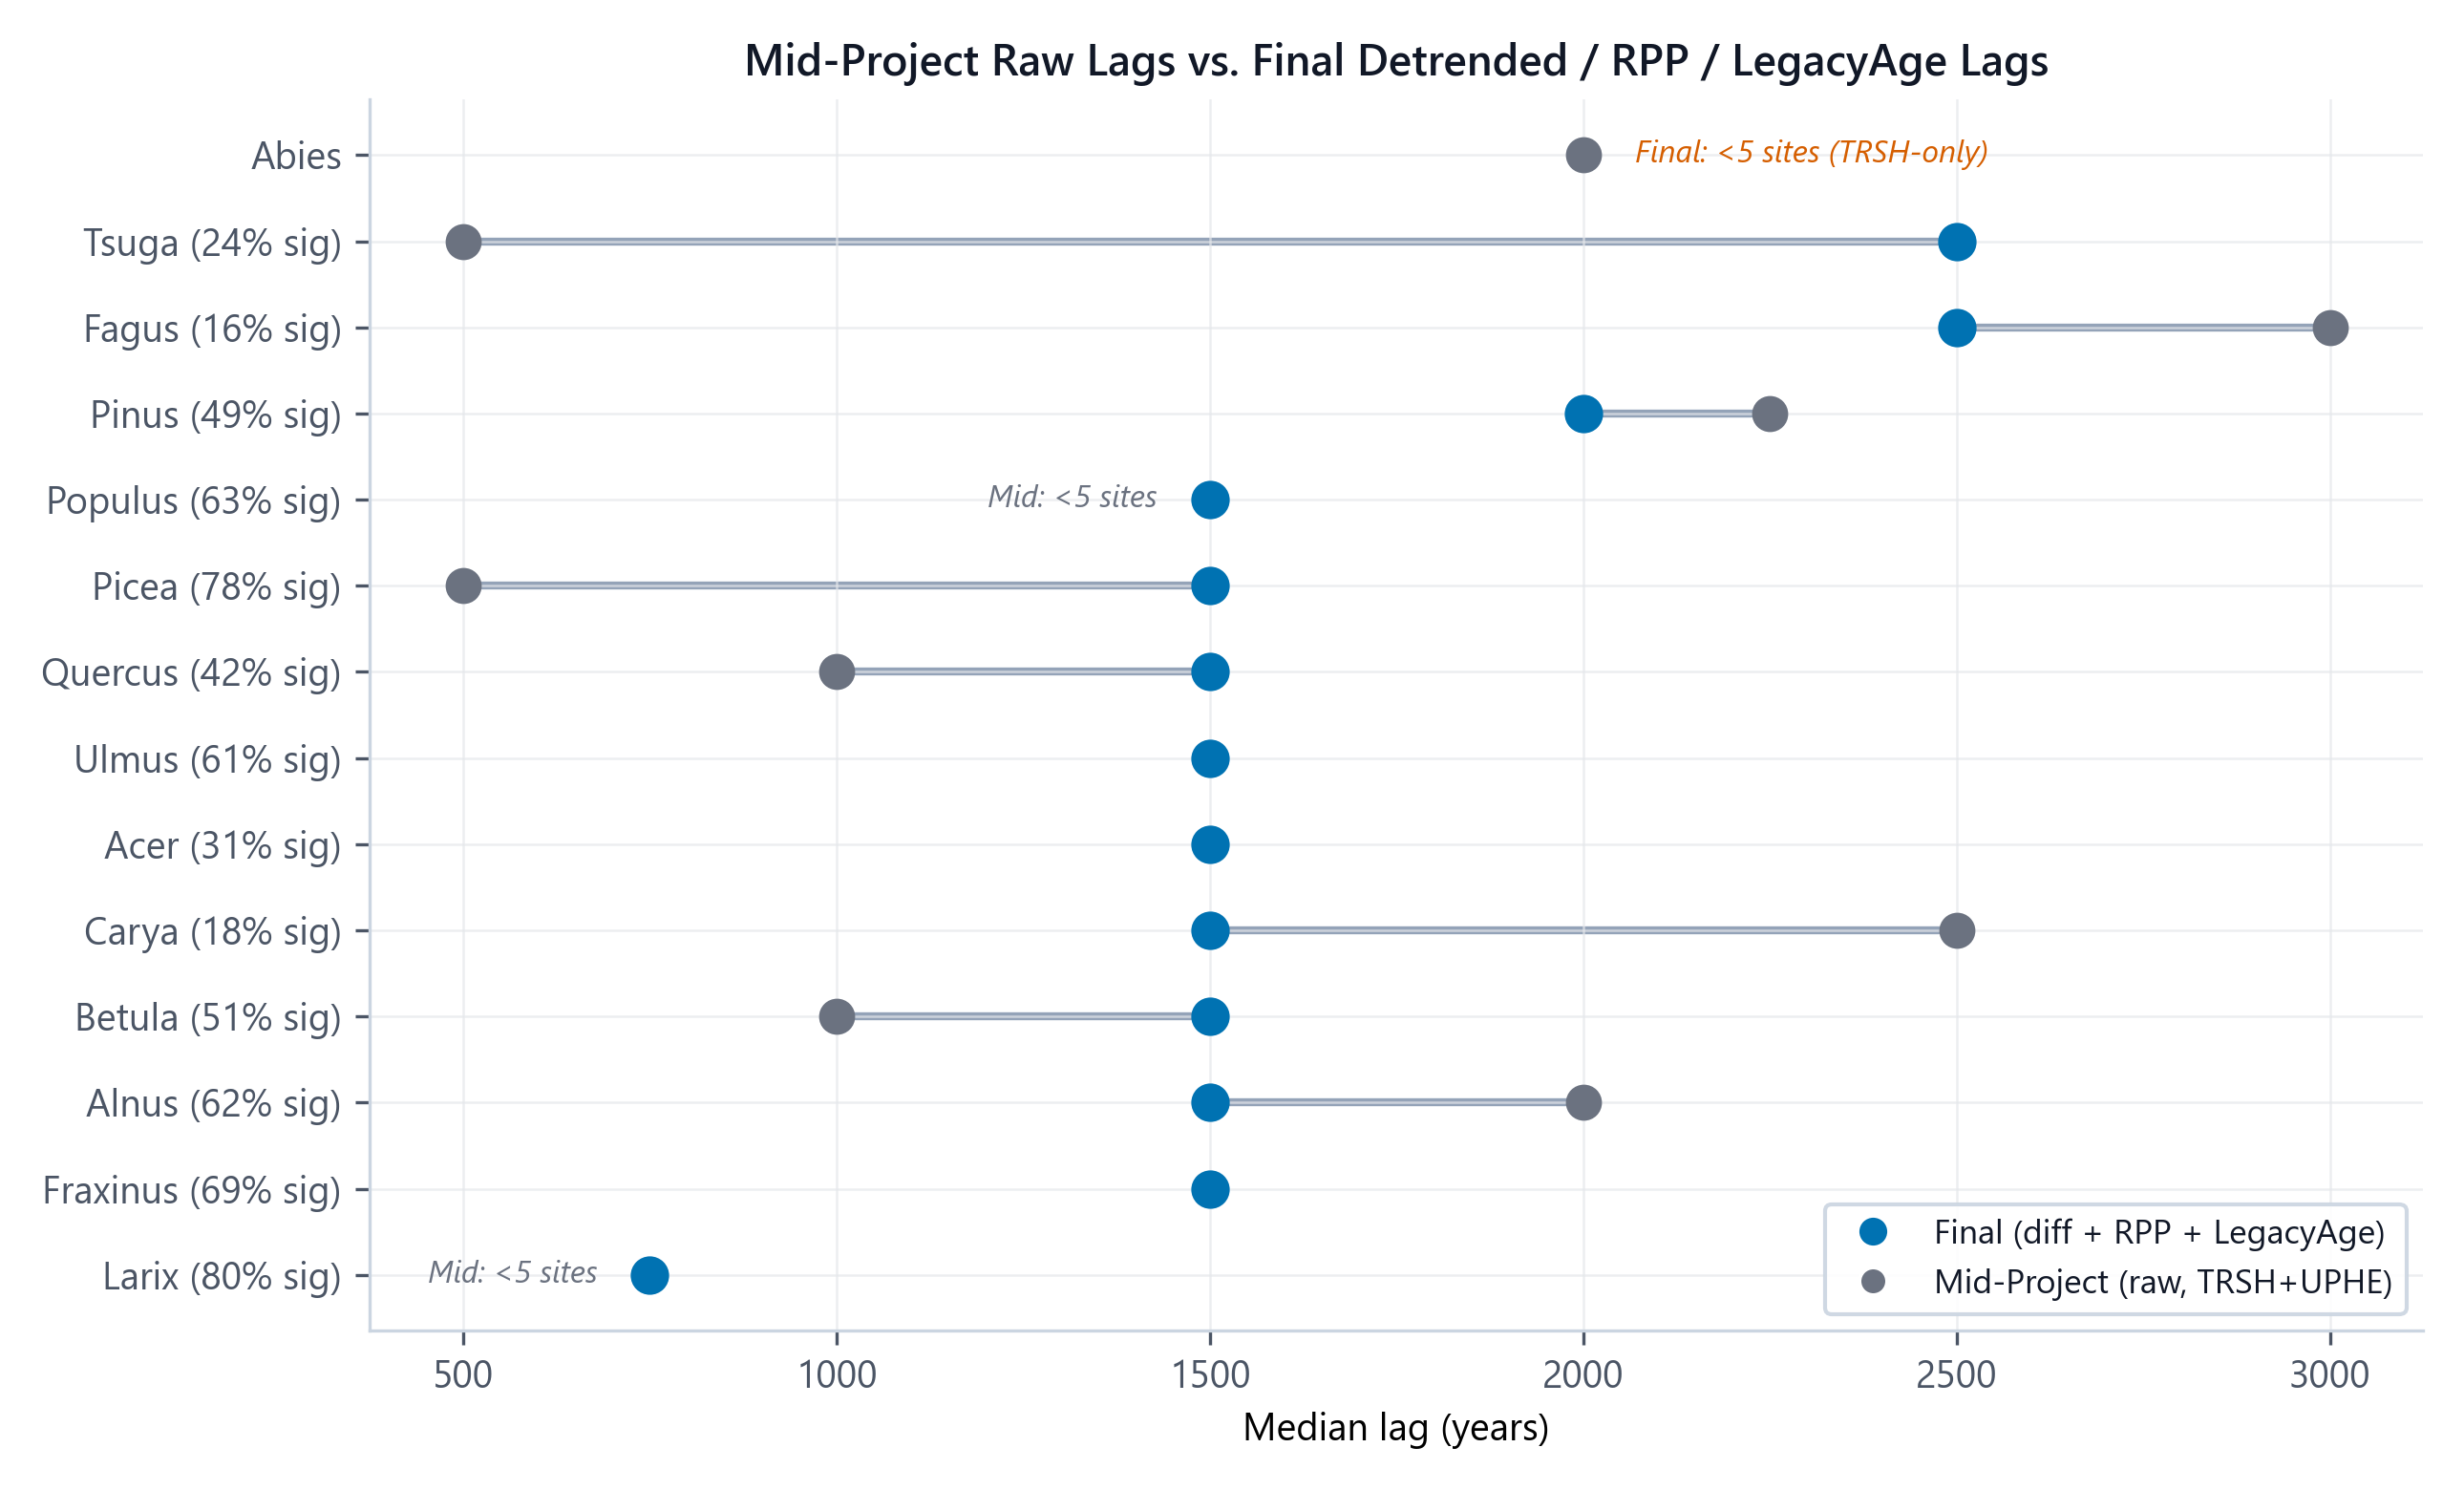 Mid-Project Raw Lags vs. Final Detrended / RPP / LegacyAge Lags
Abies
Final: <5 sites (TRSH-only)
Tsuga (24% sig)
Fagus (16% sig)
Pinus (49% sig)
Populus (63% sig)
Mid: <5 sites
Picea (78% sig)
Quercus (42% sig)
Ulmus (61% sig)
Acer (31% sig)
Carya (18% sig)
Betula (51% sig)
Alnus (62% sig)
Fraxinus (69% sig)
Larix (80% sig)
Mid: <5 sites
Final (diff + RPP + LegacyAge)
Mid-Project (raw, TRSH+UPHE)
500 1000 1500 2000 2500 3000
Median lag (years)